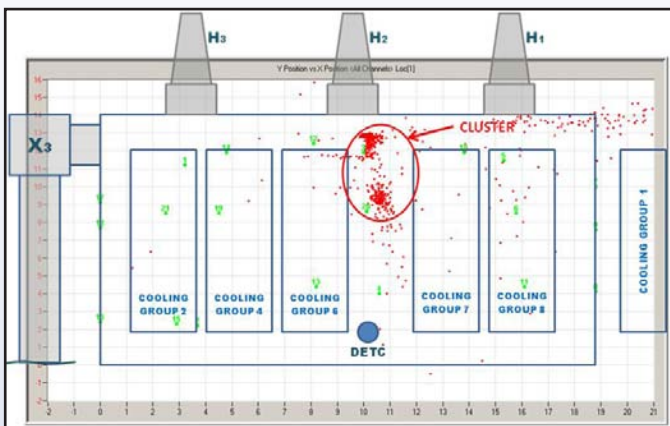 H3
H2
H1
Y Position vs.X Position <All Channels> Loc[1]
16
15
14
13
12
11
10
9
8
7
6
5
4
3
2
1
0
-1
-2
X3
CLUSTER
COOLING
GROUP 2
COOLING
GROUP 4
COOLING
GROUP 6
COOLING
GROUP 7
COOLING
GROUP 8
COOLING GROUP 1
DETC
-2 -1 0 1 2 3 4 5 6 7 8 9 10 11 12 13 14 15 16 17 18 19 20 21